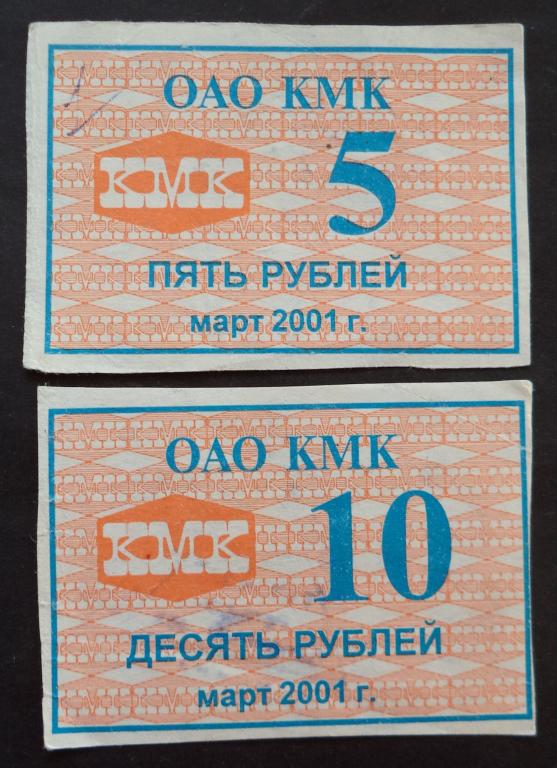 ОАО КМК
КМК
5
ПЯТЬ РУБЛЕЙ
март 2001 г.
ОАО КМК
КМК
10
ДЕСЯТЬ РУБЛЕЙ
март 2001 г.